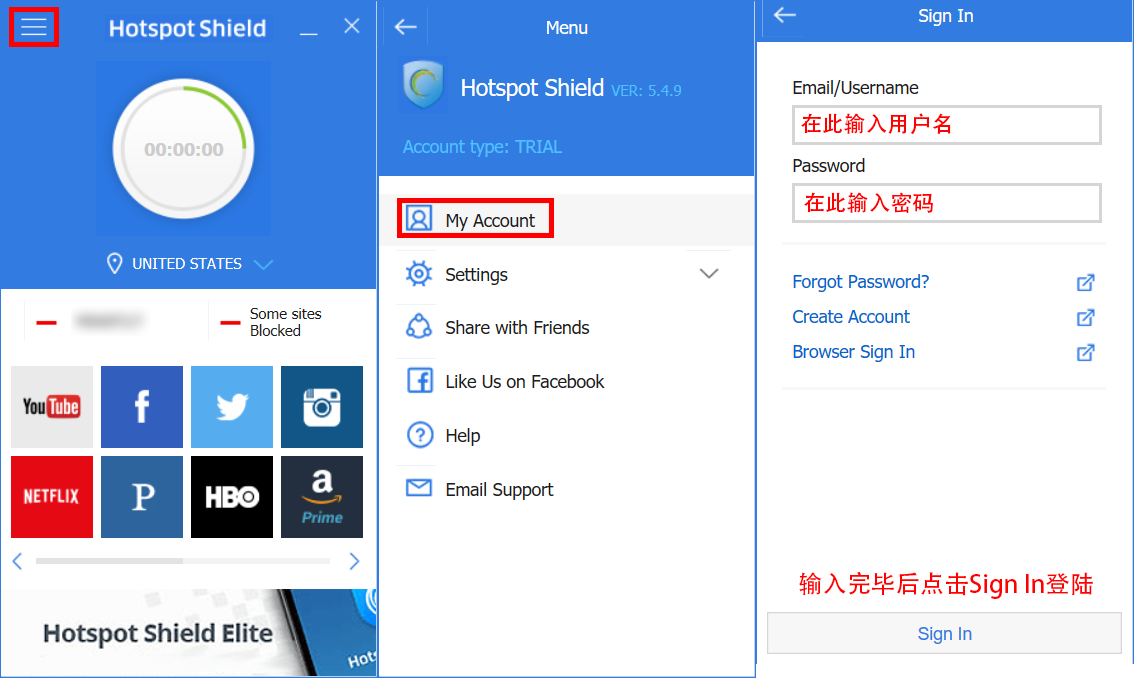 Hotspot Shield
00:00:00
UNITED STATES
Some sites
Blocked
You Tube
f
NETFLIX
P
HBO
a
Prime
Hotspot Shield Elite
Hots
Menu
Hotspot Shield VER: 5.4.9
Account type: TRIAL
My Account
Settings
Share with Friends
Like Us on Facebook
? Help
Email Support
Sign In
Email/Username
在此输入用户名
Password
在此输入密码
Forgot Password?
Create Account
Browser Sign In
输入完毕后点击Sign In登陆
Sign In